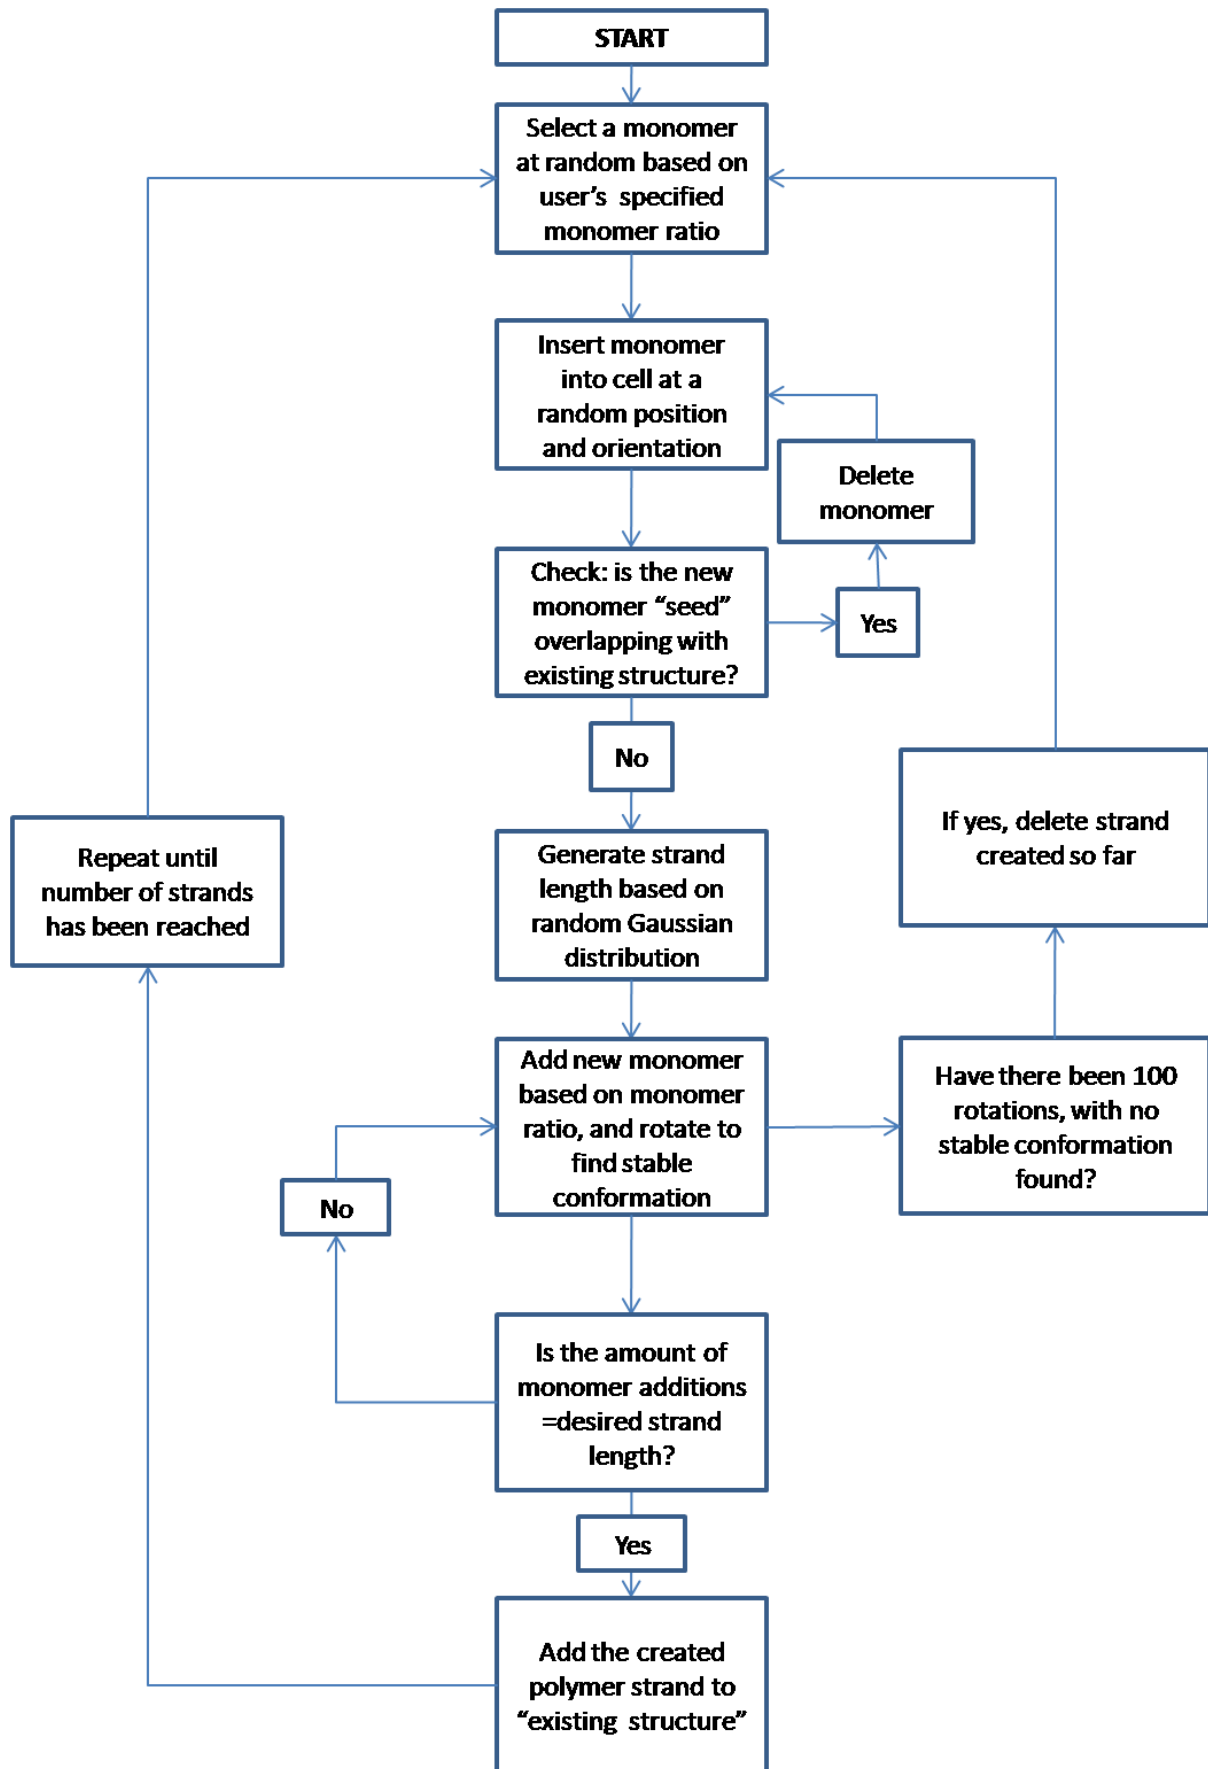 START
Select a monomer
at random based on
user's specified
monomer ratio
Insert monomer
into cell at a
random position
and orientation
Delete
monomer
Check: is the new
monomer “seed”
overlapping with
existing structure?
Yes
No
If yes, delete strand
created so far
Repeat until
number of strands
has been reached
Generate strand
length based on
random Gaussian
distribution
Add new monomer
based on monomer
ratio, and rotate to
find stable
conformation
Have there been 100
rotations, with no
stable conformation
found?
No
Is the amount of
monomer additions
=desired strand
length?
Yes
Add the created
polymer strand to
“existing structure”